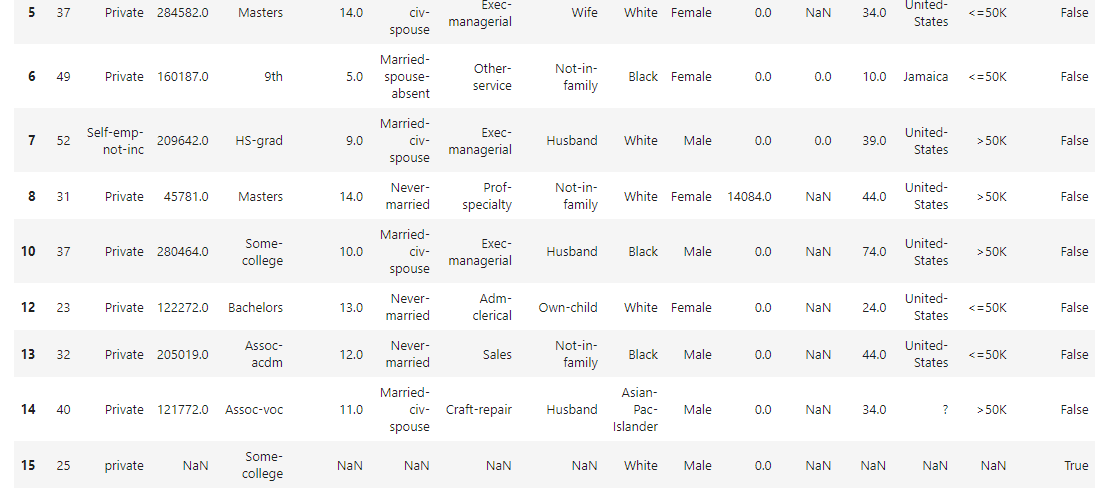 5 37 Private 284582.0 Masters 14.0 civ-spouse Exec-managerial Wife White Female 0.0 NaN 34.0 United-States <=50K False
6 49 Private 160187.0 9th 5.0 Married-spouse-absent Other-service Not-in-family Black Female 0.0 0.0 10.0 Jamaica <=50K False
7 52 Self-emp-not-inc 209642.0 HS-grad 9.0 Married-civ-spouse Exec-managerial Husband White Male 0.0 0.0 39.0 United-States >50K False
8 31 Private 45781.0 Masters 14.0 Never-married Prof-specialty Not-in-family White Female 14084.0 NaN 44.0 United-States >50K False
10 37 Private 280464.0 Some-college 10.0 Married-civ-spouse Exec-managerial Husband Black Male 0.0 NaN 74.0 United-States >50K False
12 23 Private 122272.0 Bachelors 13.0 Never-married Adm-clerical Own-child White Female 0.0 NaN 24.0 United-States <=50K False
13 32 Private 205019.0 Assoc-acdm 12.0 Never-married Sales Not-in-family Black Male 0.0 NaN 44.0 United-States <=50K False
14 40 Private 121772.0 Assoc-voc 11.0 Married-civ-spouse Craft-repair Husband Asian-Pac-Islander Male 0.0 NaN 34.0 ? >50K False
15 25 private NaN Some-college NaN NaN NaN NaN White Male 0.0 NaN NaN NaN NaN True